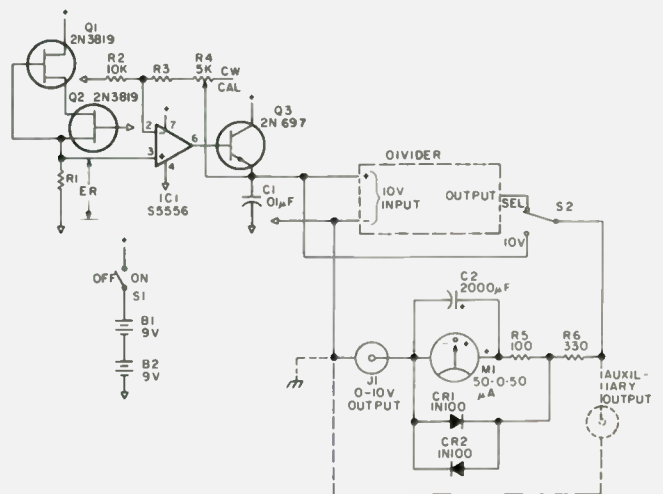 Q1
2N3819
R2
10K
R3
R4
5K
CW
CAL
Q2 2N3819
Q3
2N 697
2
7
6
3
4
R1
ER
IC1
S5556
C1
.01µF
DIVIDER
+
10V
INPUT
-
OUTPUT
SEL
S2
10V
OFF
ON
S1
B1
9V
B2
9V
C2
2000µF
+
- +
R5
100
R6
330
J1
0-10V
OUTPUT
M1
50-0-50
µA
CR1
1N100
CR2
1N100
AUXIL-
IARY
OUTPUT